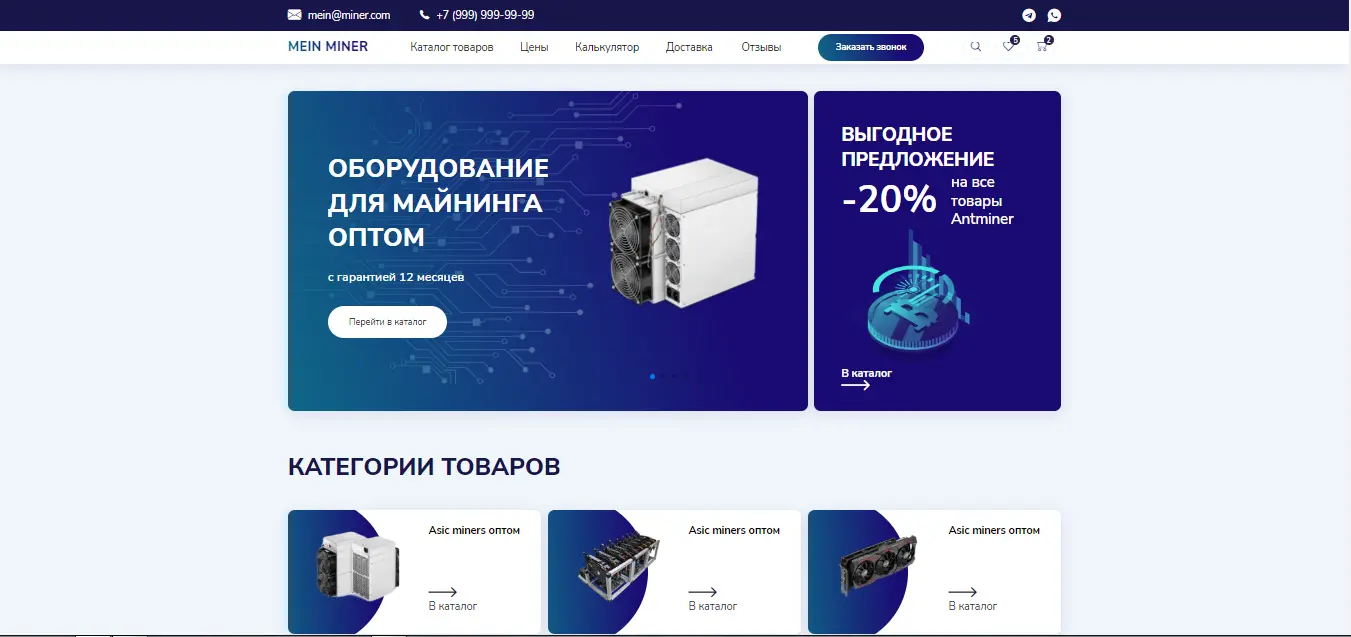 mein@miner.com +7 (999) 999-99-99
MEIN MINER Каталог товаров Цены Калькулятор Доставка Отзывы Заказать звонок 5 2
ОБОРУДОВАНИЕ
ДЛЯ МАЙНИНГА
ОПТОМ
с гарантией 12 месяцев
Перейти в каталог
ВЫГОДНОЕ
ПРЕДЛОЖЕНИЕ
-20%
на все
товары
Antminer
В каталог
КАТЕГОРИИ ТОВАРОВ
Asic miners оптом
В каталог
Asic miners оптом
В каталог
Asic miners оптом
В каталог